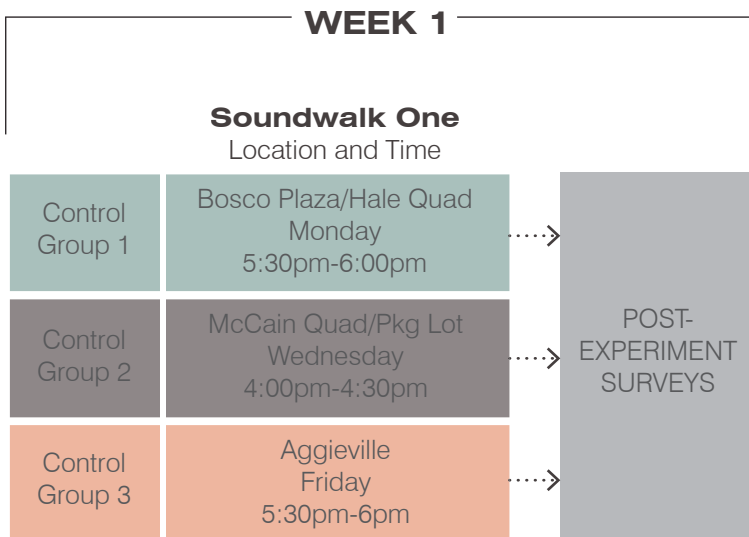 WEEK 1
Soundwalk One
Location and Time
Control
Group 1
Bosco Plaza/Hale Quad
Monday
5:30pm-6:00pm
Control
Group 2
McCain Quad/Pkg Lot
Wednesday
4:00pm-4:30pm
Control
Group 3
Aggieville
Friday
5:30pm-6pm
POST-
EXPERIMENT
SURVEYS